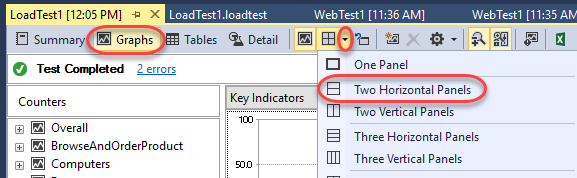 LoadTest1 [12:05 PM] LoadTest1.loadtest WebTest1 [11:36 AM] WebTest1 [11:35 AM]
Summary Graphs Tables Detail
Test Completed 2 errors
One Panel
Counters Key Indicators Two Horizontal Panels
100 Two Vertical Panels
Overall
BrowseAndOrderProduct Three Horizontal Panels
Computers 50.0 Three Vertical Panels